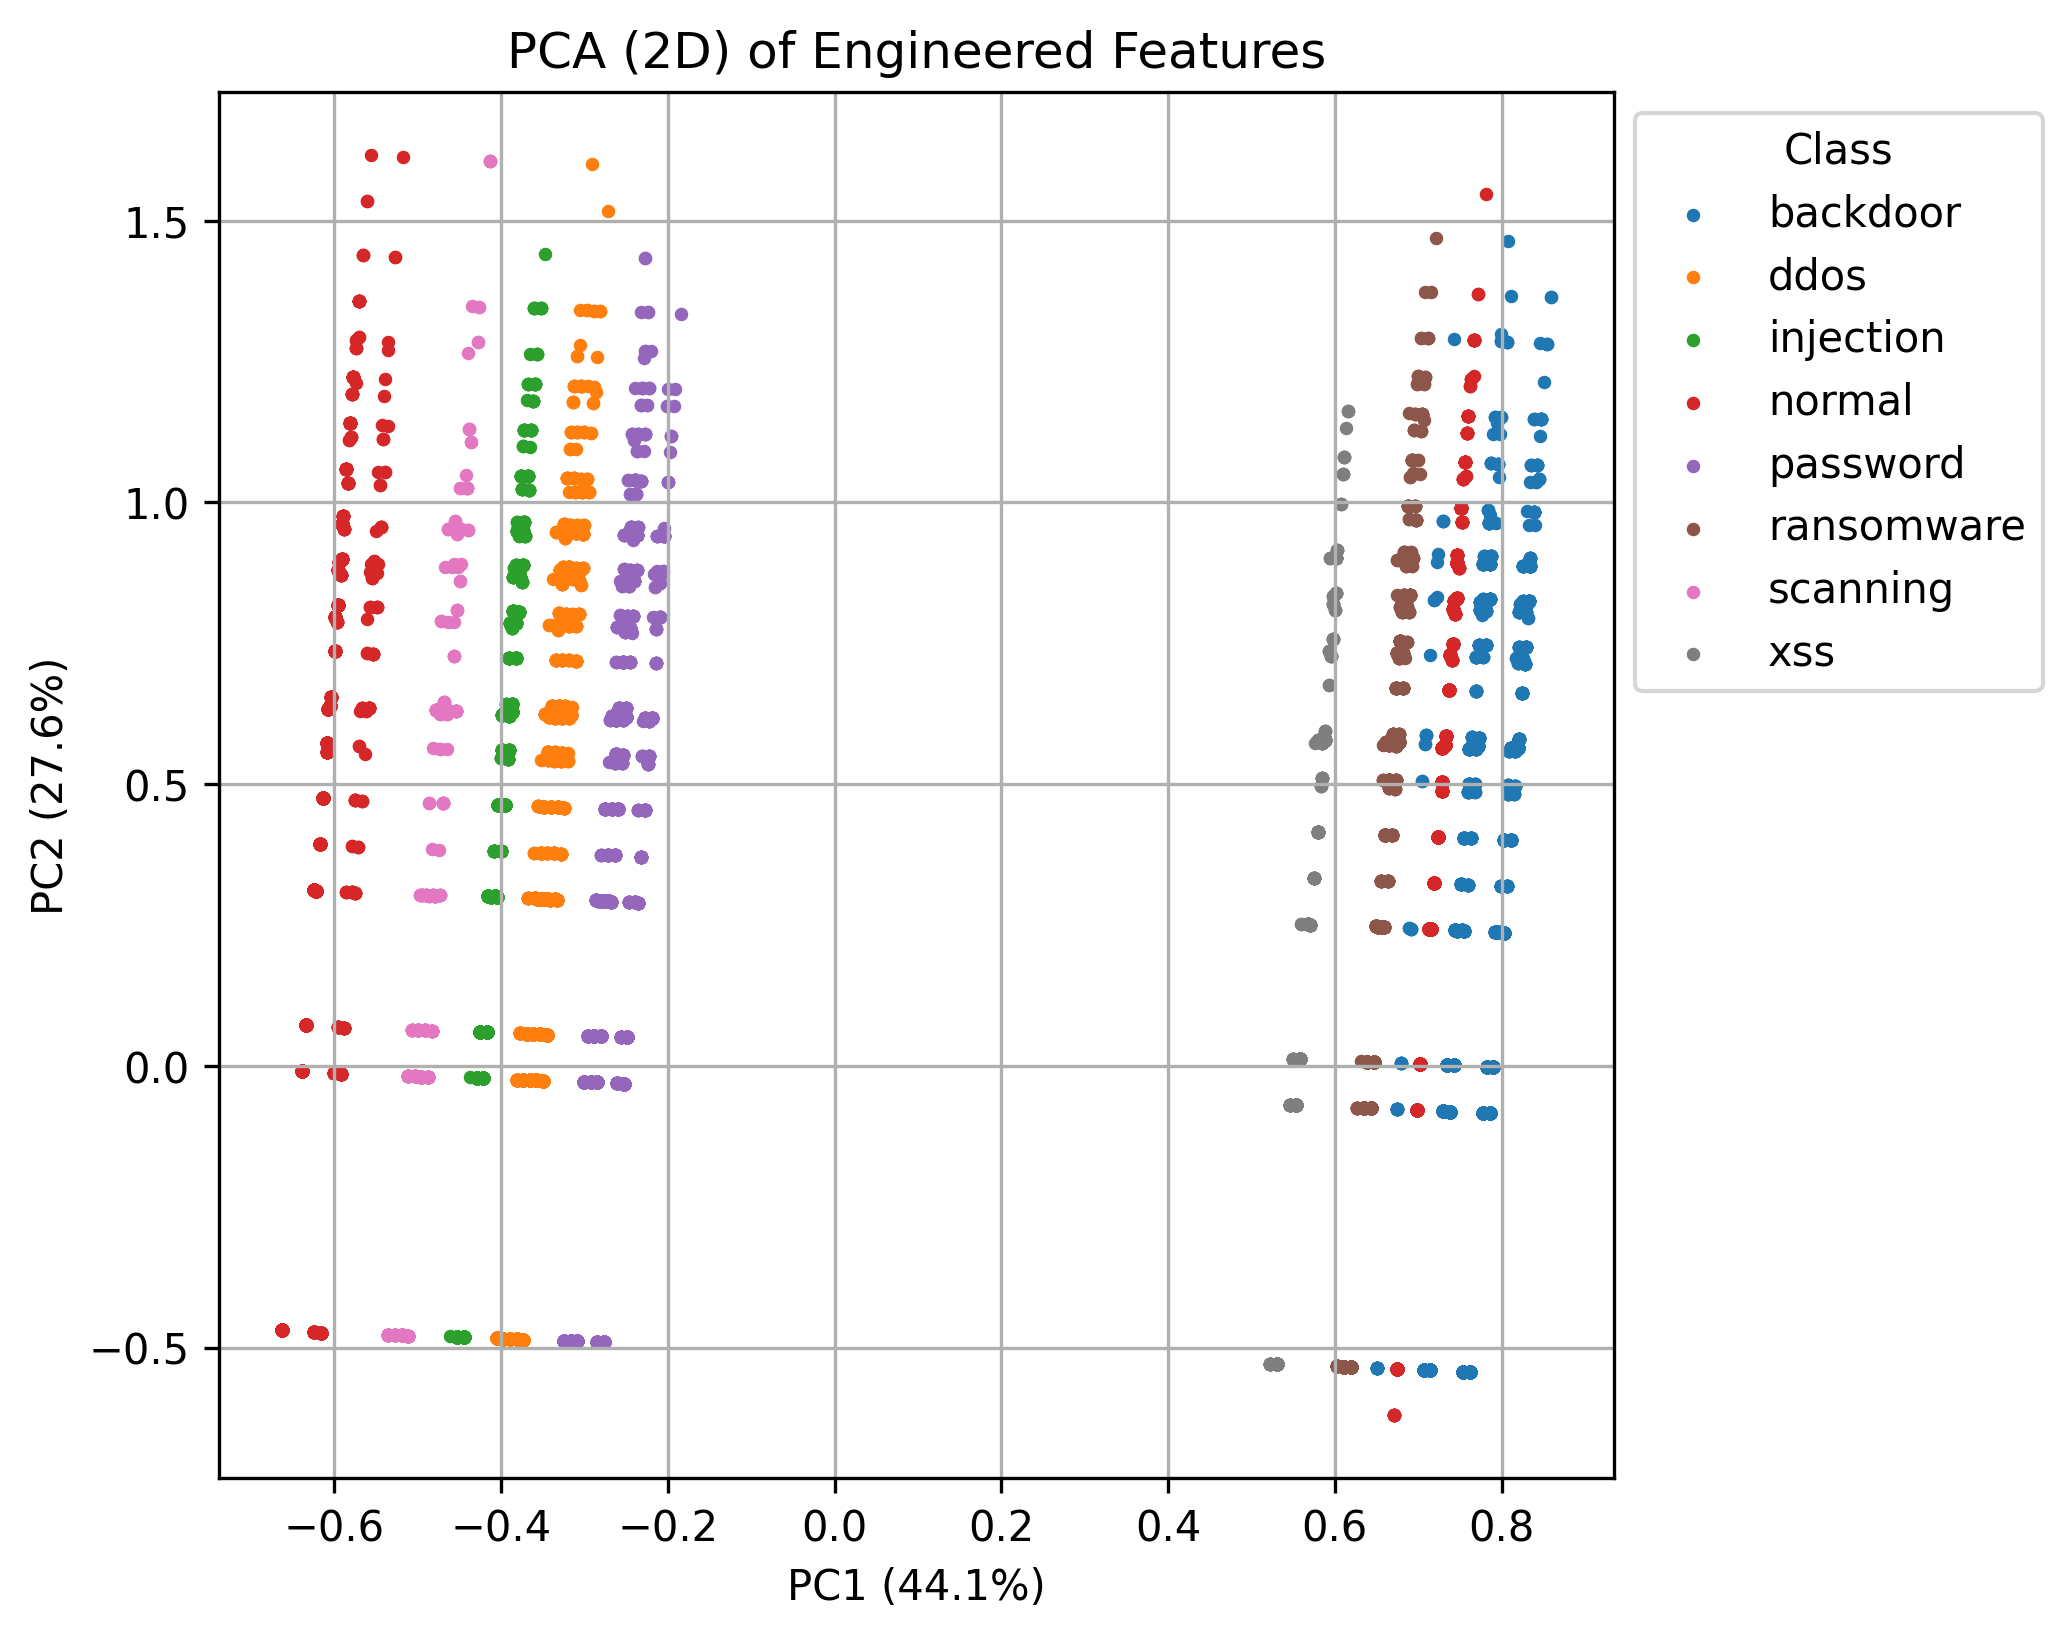 PCA (2D) of Engineered Features
Class
backdoor
ddos
injection
normal
password
ransomware
scanning
xss
PC2 (27.6%)
1.5
1.0
0.5
0.0
−0.5
−0.6 −0.4 −0.2 0.0 0.2 0.4 0.6 0.8
PC1 (44.1%)